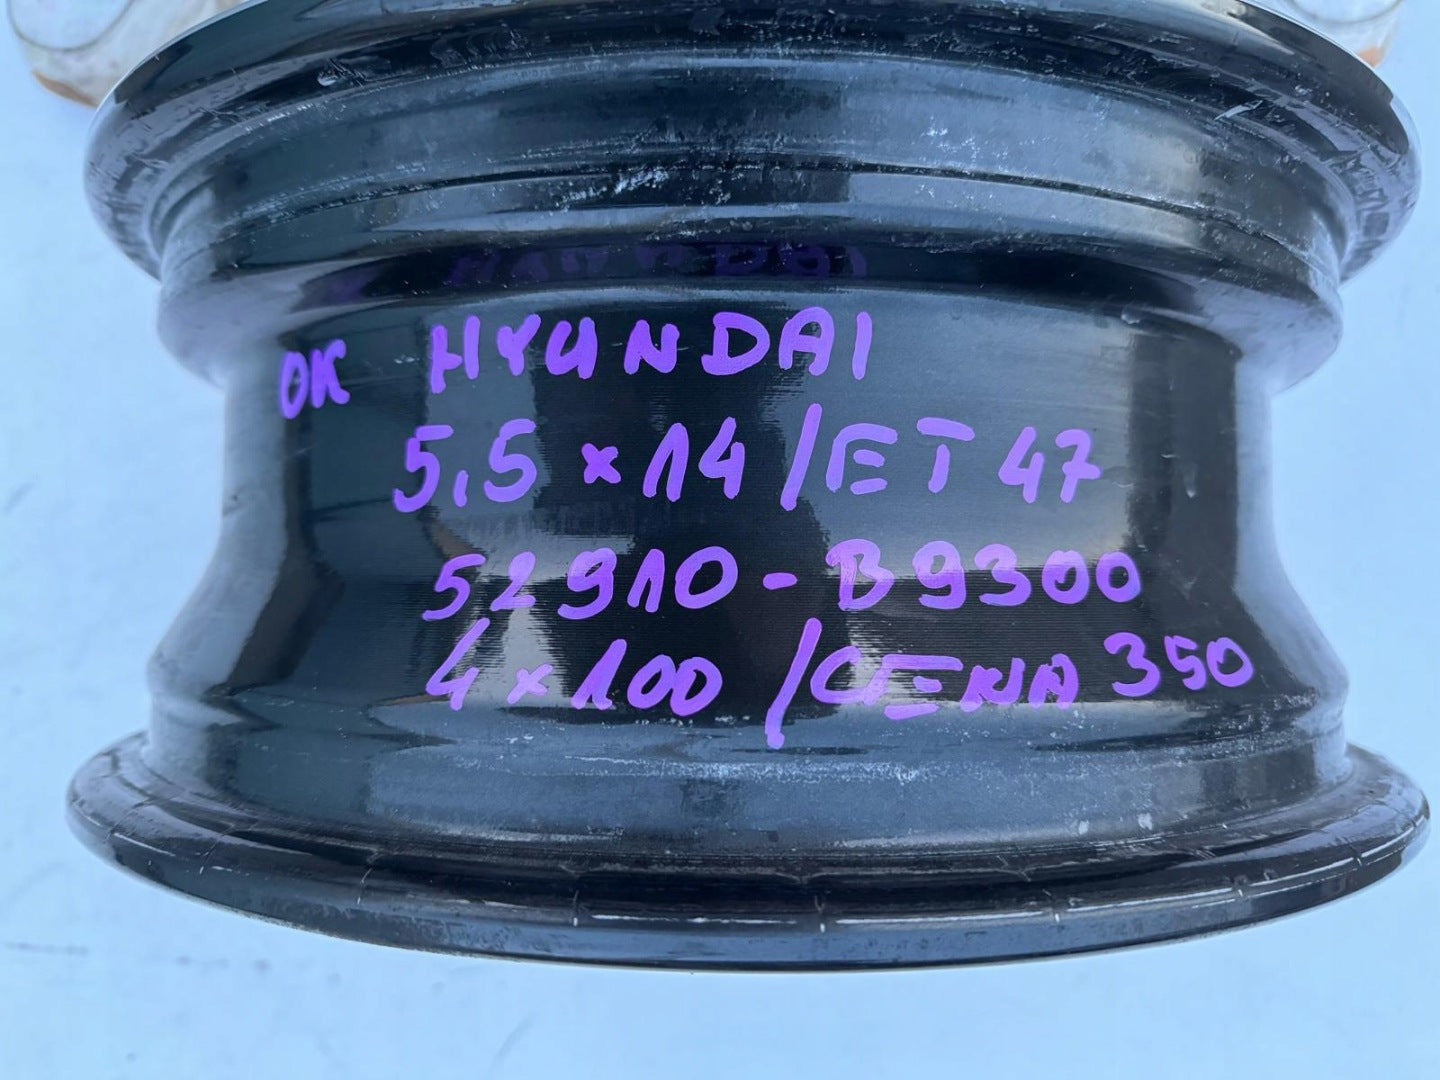 OK HYUNDAI
5,5 x 14 / ET 47
52910 - B9300
4 x 100 / CENA 350